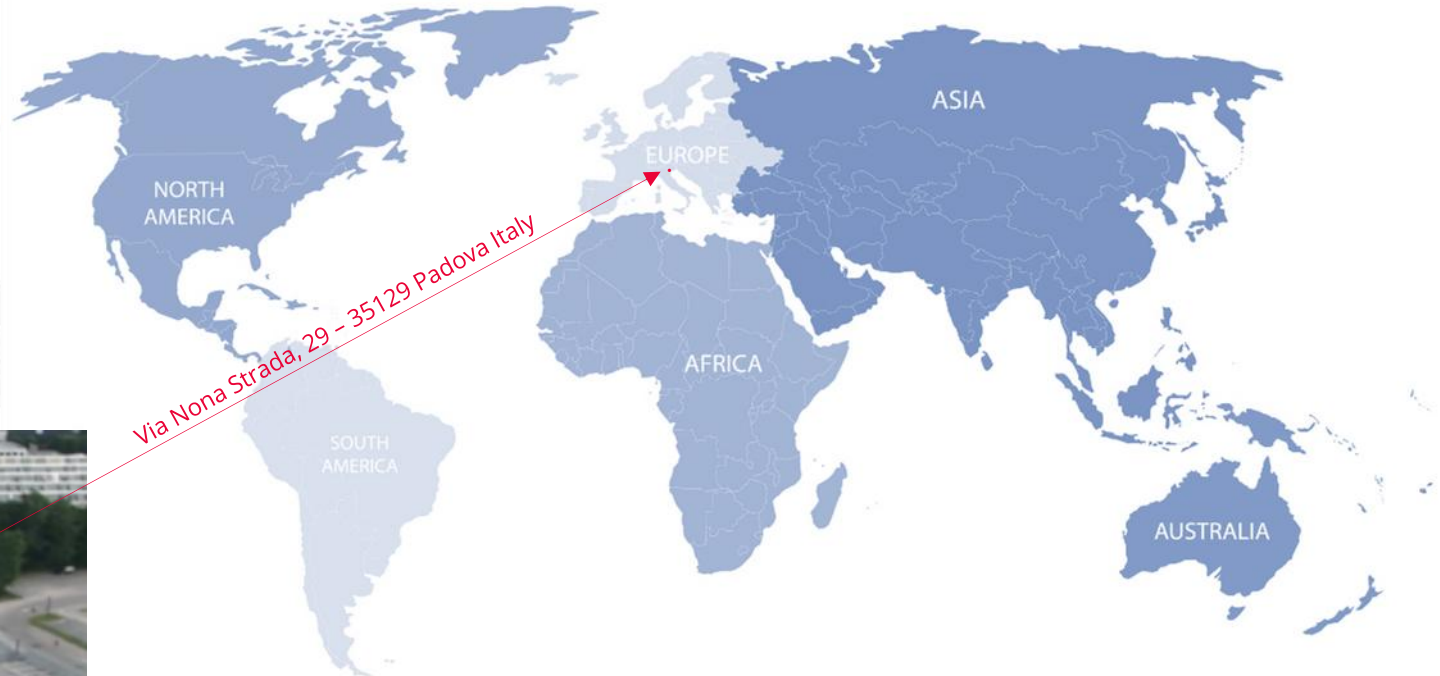 ASIA
EUROPE
NORTH
AMERICA
Via Nona Strada, 29 – 35129 Padova Italy
AFRICA
SOUTH
AMERICA
AUSTRALIA